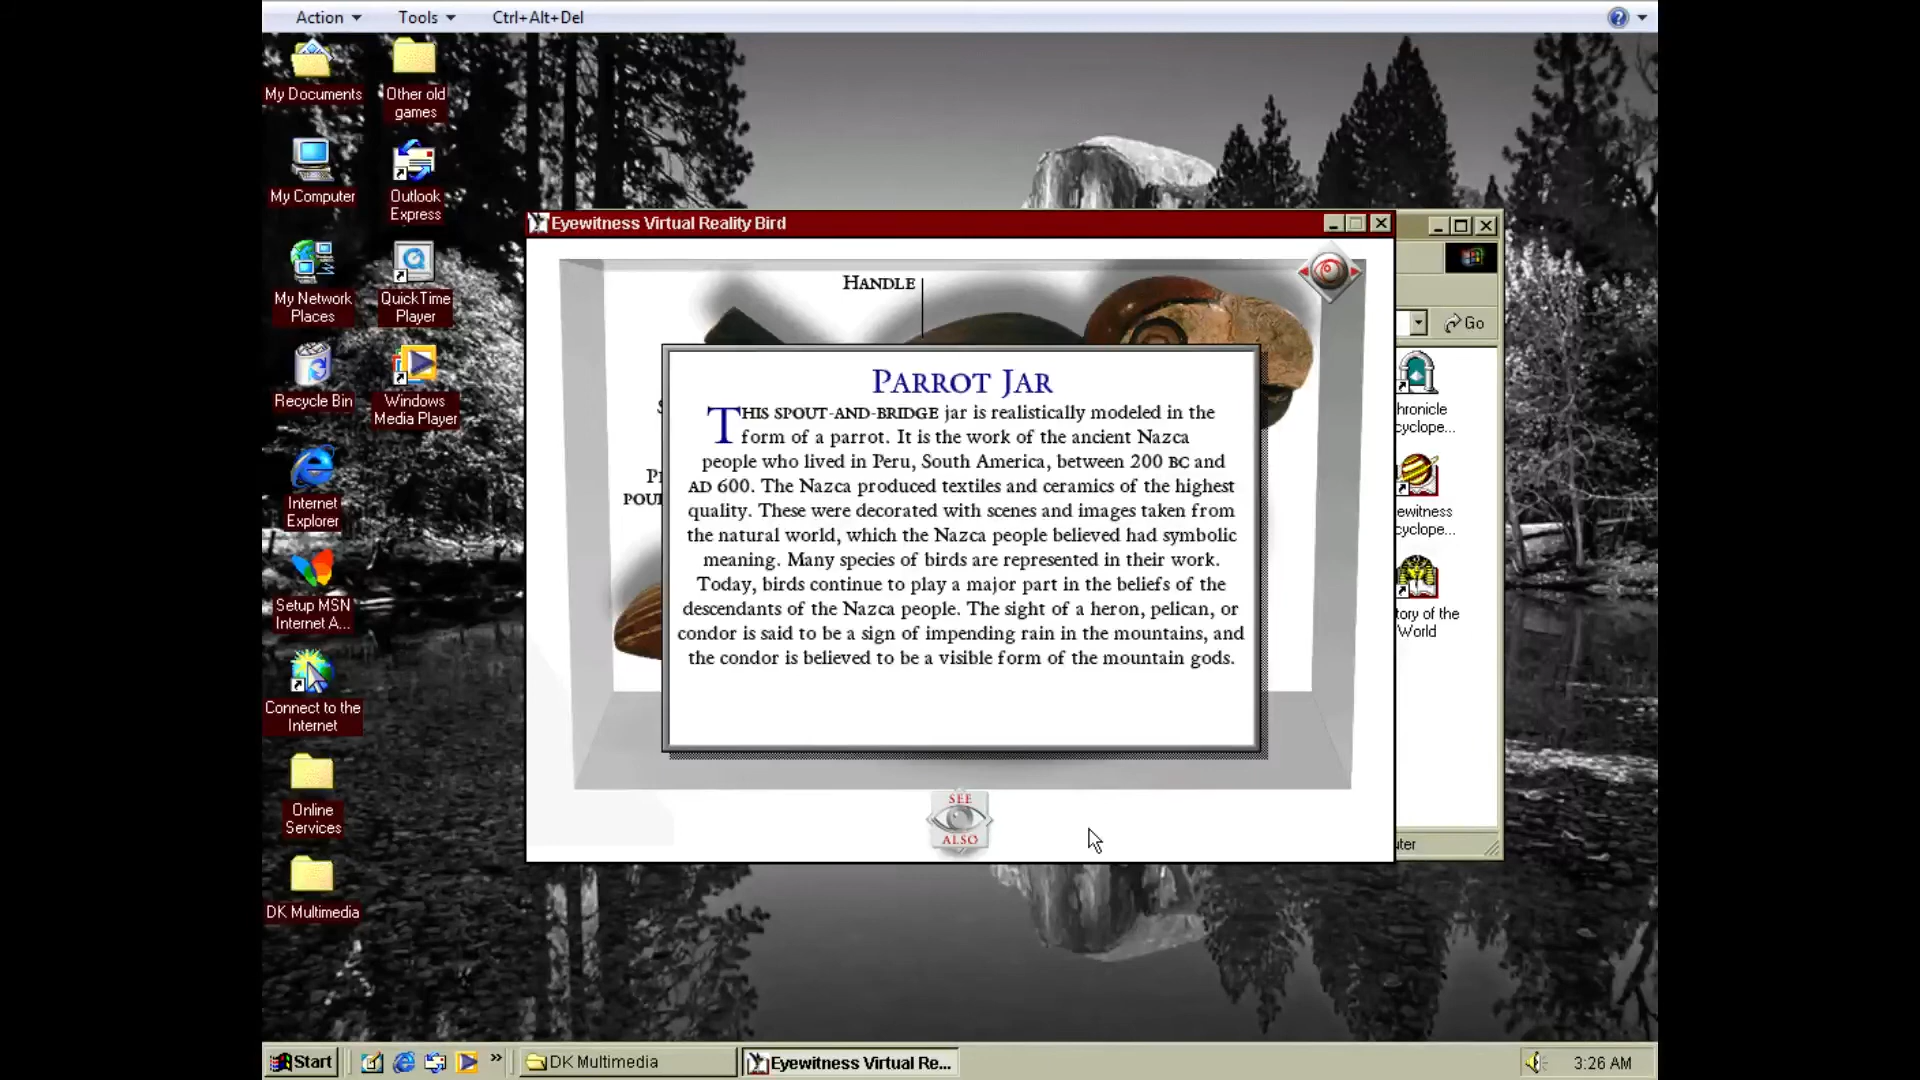 Action
Tools
Ctrl+Alt+Del
My Documents
Other old
games
My Computer
Outlook
Express
My Network
Places
QuickTime
Player
Recycle Bin
Windows
Media Player
Internet
Explorer
Setup MSN
Internet A...
Connect to the
Internet
Online
Services
DK Multimedia
Eyewitness Virtual Reality Bird
HANDLE
PARROT JAR
THIS SPOUT-AND-BRIDGE jar is realistically modeled in the
form of a parrot. It is the work of the ancient Nazca
people who lived in Peru, South America, between 200 BC and
AD 600. The Nazca produced textiles and ceramics of the highest
quality. These were decorated with scenes and images taken from
the natural world, which the Nazca people believed had symbolic
meaning. Many species of birds are represented in their work.
Today, birds continue to play a major part in the beliefs of the
descendants of the Nazca people. The sight of a heron, pelican, or
condor is said to be a sign of impending rain in the mountains, and
the condor is believed to be a visible form of the mountain gods.
SEE
ALSO
Go
hronicle
cyclope...
ewitness
cyclope...
tory of the
World
uter
Start
DK Multimedia
Eyewitness Virtual Re...
3:26 AM